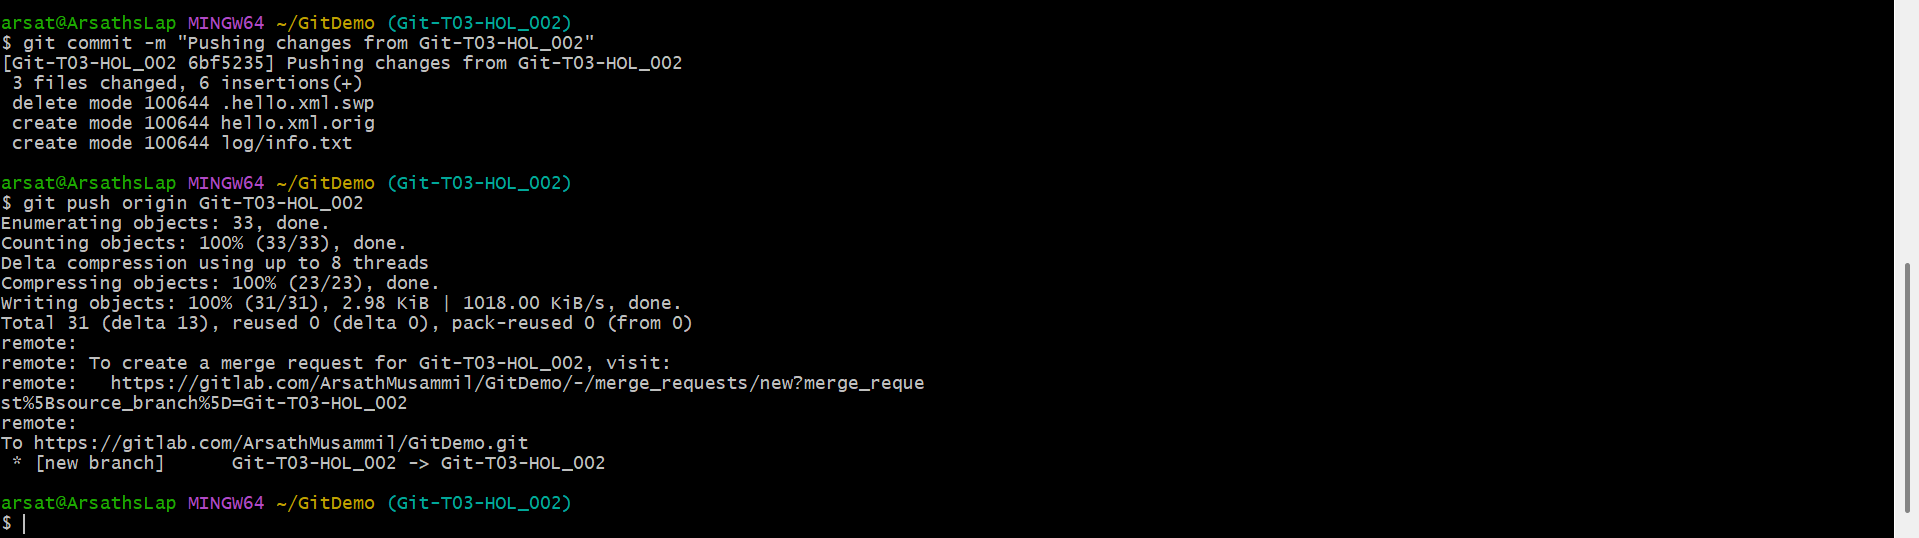 arsat@ArsathsLap MINGW64 ~/GitDemo (Git-T03-HOL_002)
$ git commit -m "Pushing changes from Git-T03-HOL_002"
[Git-T03-HOL_002 6bf5235] Pushing changes from Git-T03-HOL_002
 3 files changed, 6 insertions(+)
 delete mode 100644 .hello.xml.swp
 create mode 100644 hello.xml.orig
 create mode 100644 log/info.txt
arsat@ArsathsLap MINGW64 ~/GitDemo (Git-T03-HOL_002)
$ git push origin Git-T03-HOL_002
Enumerating objects: 33, done.
Counting objects: 100% (33/33), done.
Delta compression using up to 8 threads
Compressing objects: 100% (23/23), done.
Writing objects: 100% (31/31), 2.98 KiB | 1018.00 KiB/s, done.
Total 31 (delta 13), reused 0 (delta 0), pack-reused 0 (from 0)
remote:
remote: To create a merge request for Git-T03-HOL_002, visit:
remote:   https://gitlab.com/ArsathMusammil/GitDemo/-/merge_requests/new?merge_reque
st%5Bsource_branch%5D=Git-T03-HOL_002
remote:
To https://gitlab.com/ArsathMusammil/GitDemo.git
 * [new branch]      Git-T03-HOL_002 -> Git-T03-HOL_002
arsat@ArsathsLap MINGW64 ~/GitDemo (Git-T03-HOL_002)
$